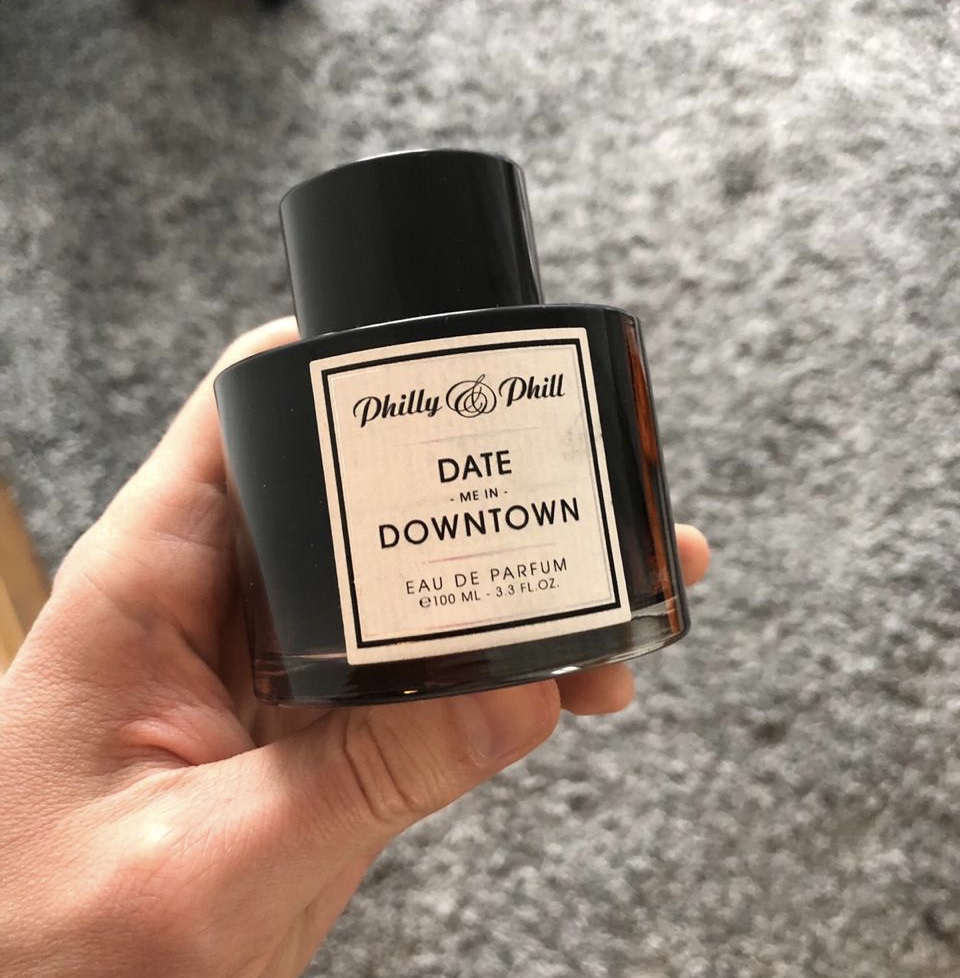 Philly & Phill
DATE
- ME IN -
DOWNTOWN
EAU DE PARFUM
℮100 ML - 3.3 FL.OZ.